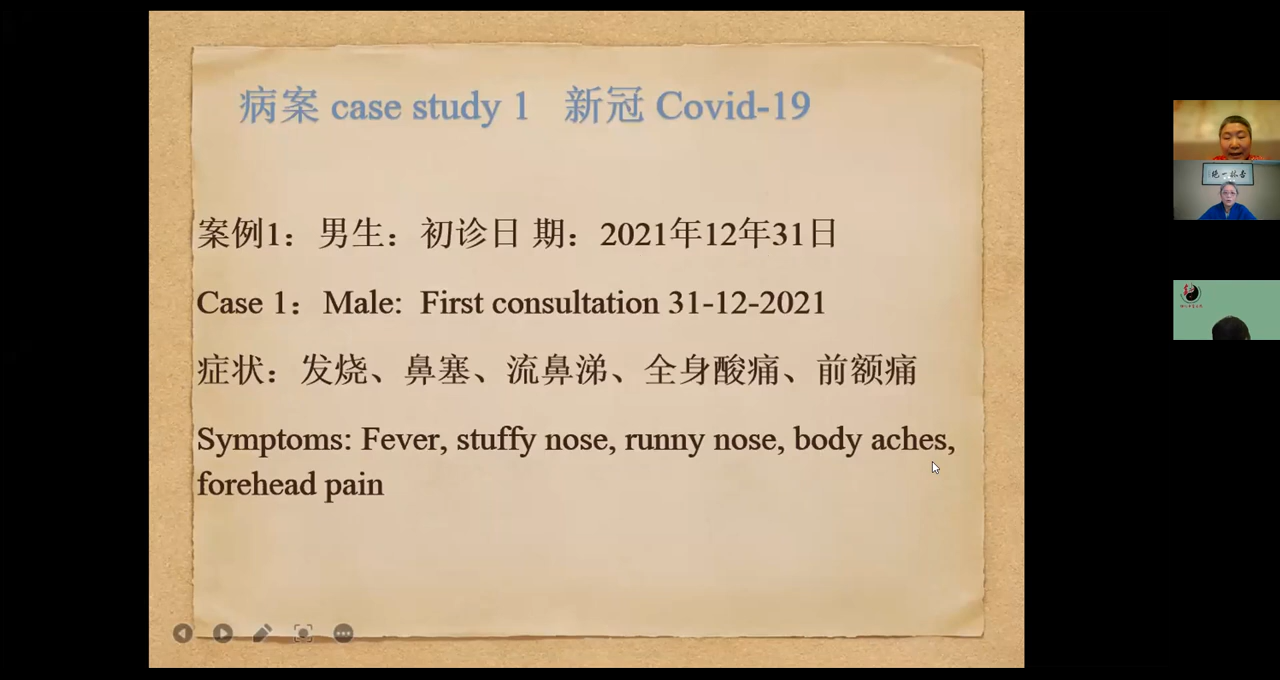 病案 case study 1 新冠 Covid-19
案例1：男生：初诊日 期：2021年12年31日
Case 1：Male: First consultation 31-12-2021
症状：发烧、鼻塞、流鼻涕、全身酸痛、前额痛
Symptoms: Fever, stuffy nose, runny nose, body aches,
forehead pain